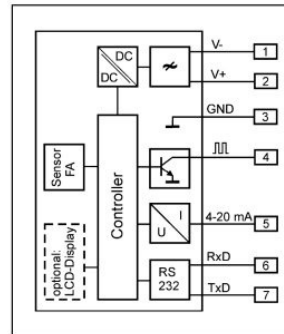 DC
DC
V-
1
V+
2
GND
3
Sensor
FA
Controller
4
U
I
4-20 mA
5
optional:
LCD-Display
RS
232
RxD
6
TxD
7